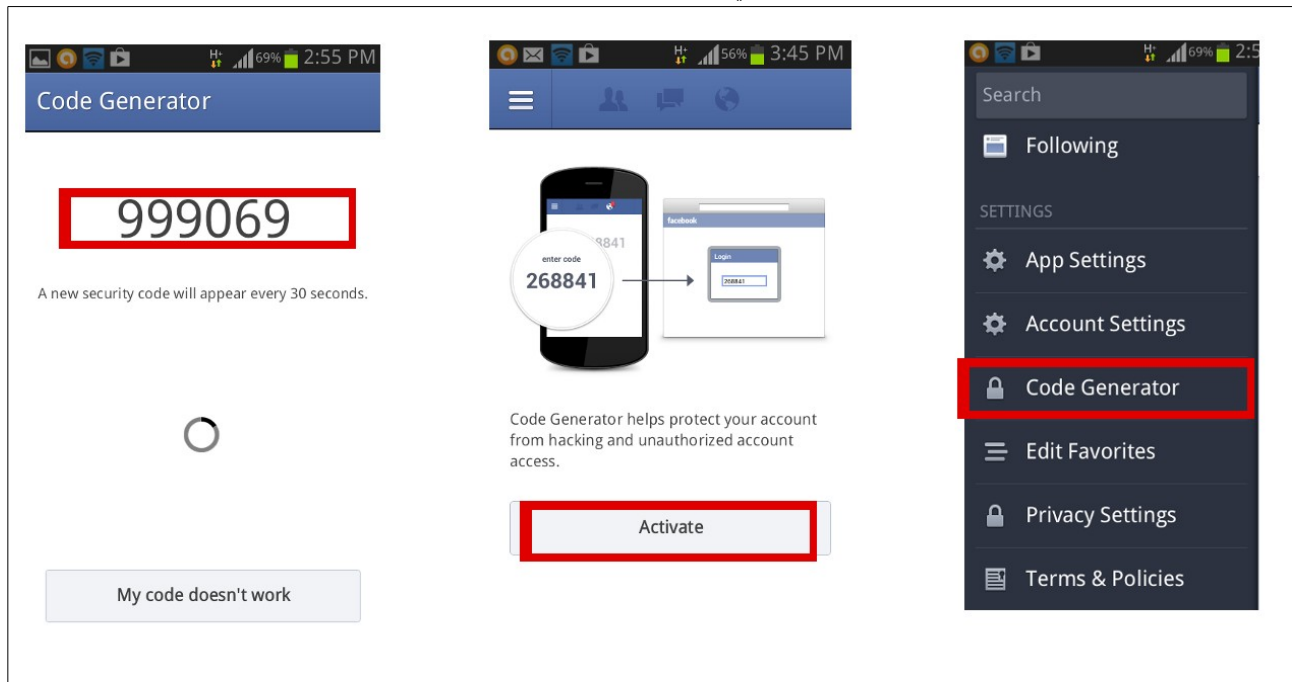 69% 2:55 PM
Code Generator
999069
A new security code will appear every 30 seconds.
My code doesn't work
56% 3:45 PM
8841
enter code
268841
facebook
Login
268841
Code Generator helps protect your account
from hacking and unauthorized account
access.
Activate
69% 2:5
Search
Following
SETTINGS
App Settings
Account Settings
Code Generator
Edit Favorites
Privacy Settings
Terms & Policies